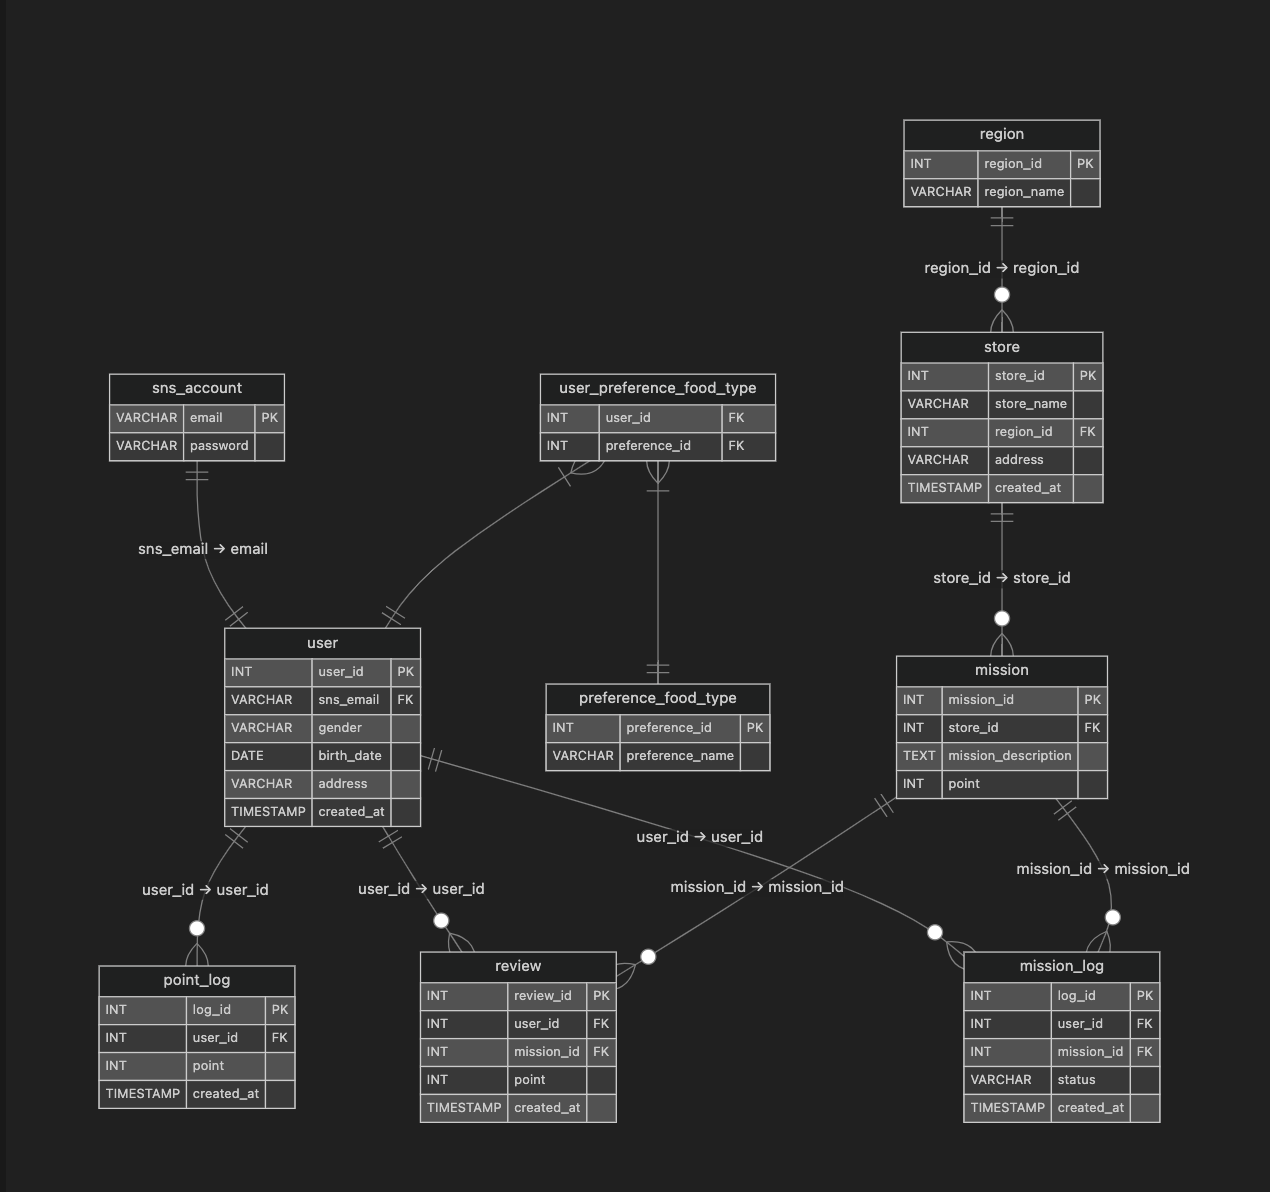 region
INT region_id PK
VARCHAR region_name
region_id → region_id
store
INT store_id PK
VARCHAR store_name
INT region_id FK
VARCHAR address
TIMESTAMP created_at
sns_account
VARCHAR email PK
VARCHAR password
user_preference_food_type
INT user_id FK
INT preference_id FK
sns_email → email
store_id → store_id
user
INT user_id PK
VARCHAR sns_email FK
VARCHAR gender
DATE birth_date
VARCHAR address
TIMESTAMP created_at
preference_food_type
INT preference_id PK
VARCHAR preference_name
mission
INT mission_id PK
INT store_id FK
TEXT mission_description
INT point
user_id → user_id
mission_id → mission_id
user_id → user_id
user_id → user_id
mission_id → mission_id
point_log
INT log_id PK
INT user_id FK
INT point
TIMESTAMP created_at
review
INT review_id PK
INT user_id FK
INT mission_id FK
INT point
TIMESTAMP created_at
mission_log
INT log_id PK
INT user_id FK
INT mission_id FK
VARCHAR status
TIMESTAMP created_at